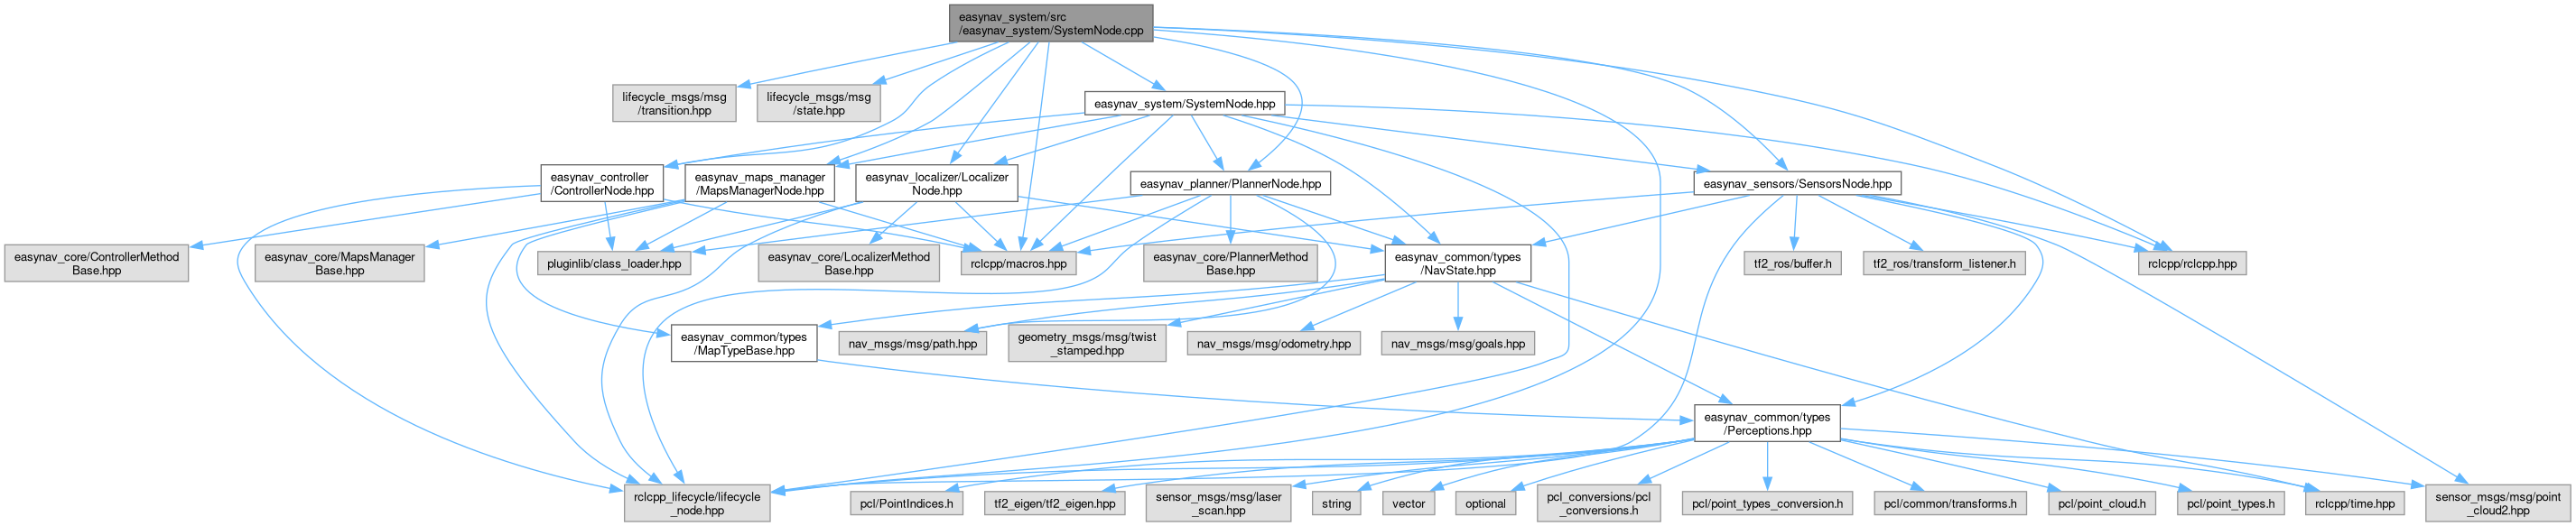 easynav_system/src
/easynav_system/SystemNode.cpp
lifecycle_msgs/msg
/transition.hpp
lifecycle_msgs/msg
/state.hpp
easynav_system/SystemNode.hpp
easynav_controller
/ControllerNode.hpp
easynav_maps_manager
/MapsManagerNode.hpp
easynav_localizer/Localizer
Node.hpp
easynav_planner/PlannerNode.hpp
easynav_sensors/SensorsNode.hpp
easynav_core/ControllerMethod
Base.hpp
easynav_core/MapsManager
Base.hpp
pluginlib/class_loader.hpp
easynav_core/LocalizerMethod
Base.hpp
rclcpp/macros.hpp
easynav_core/PlannerMethod
Base.hpp
easynav_common/types
/NavState.hpp
tf2_ros/buffer.h
tf2_ros/transform_listener.h
rclcpp/rclcpp.hpp
easynav_common/types
/MapTypeBase.hpp
nav_msgs/msg/path.hpp
geometry_msgs/msg/twist
_stamped.hpp
nav_msgs/msg/odometry.hpp
nav_msgs/msg/goals.hpp
easynav_common/types
/Perceptions.hpp
rclcpp_lifecycle/lifecycle
_node.hpp
pcl/PointIndices.h
tf2_eigen/tf2_eigen.hpp
sensor_msgs/msg/laser
_scan.hpp
string
vector
optional
pcl_conversions/pcl
_conversions.h
pcl/point_types_conversion.h
pcl/common/transforms.h
pcl/point_cloud.h
pcl/point_types.h
rclcpp/time.hpp
sensor_msgs/msg/point
_cloud2.hpp